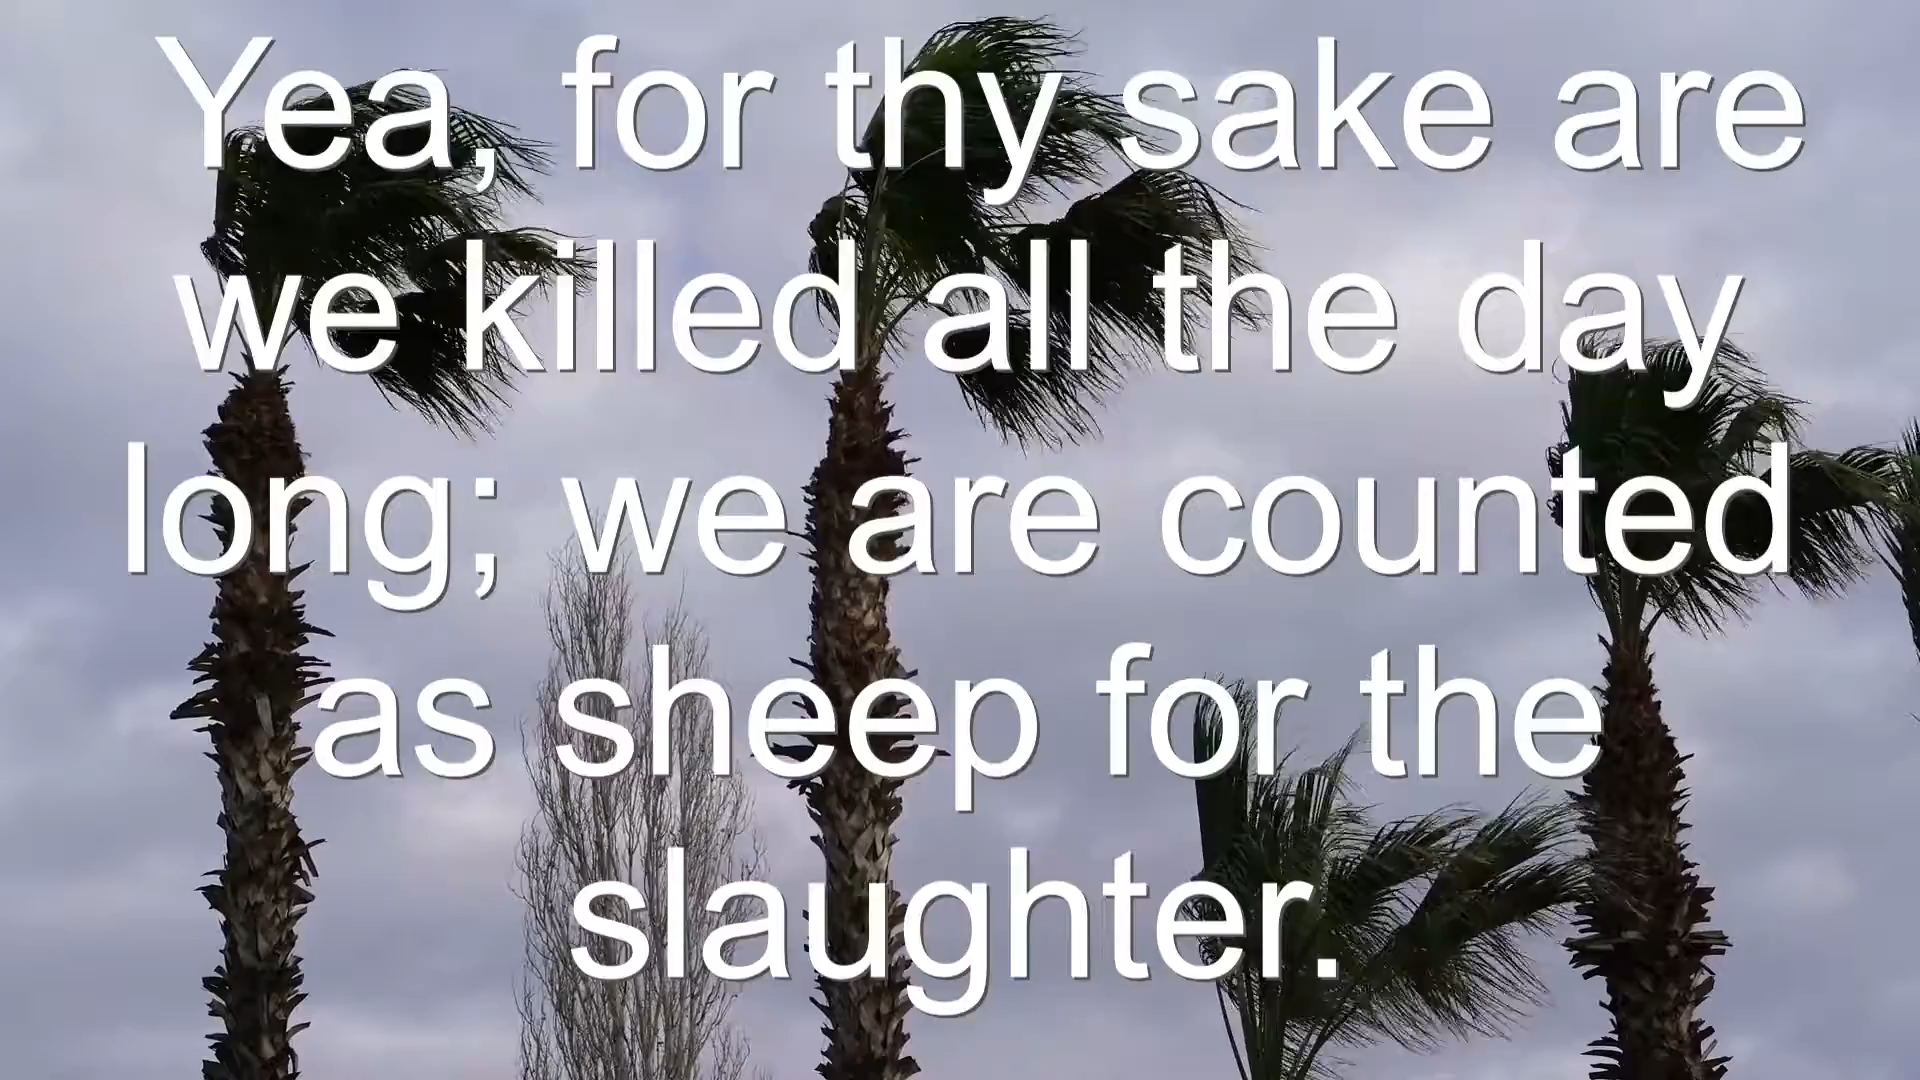 Yea, for thy sake are
we killed all the day
long; we are counted
as sheep for the
slaughter.